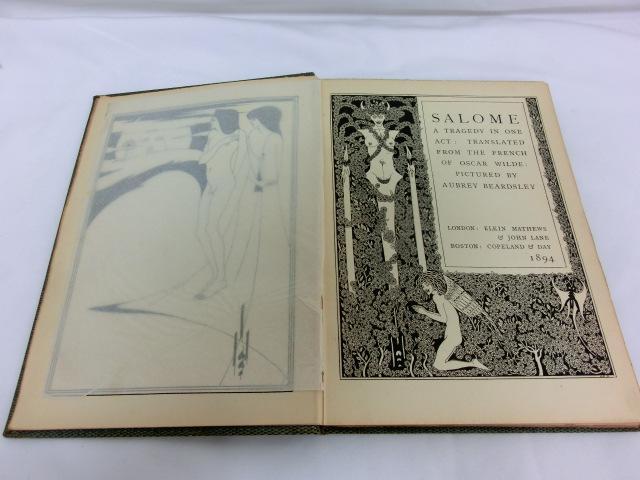 SALOME
A TRAGEDY IN ONE
ACT: TRANSLATED
FROM THE FRENCH
OF OSCAR WILDE:
PICTURED BY
AUBREY BEARDSLEY
LONDON: ELKIN MATHEWS
& JOHN LANE
BOSTON: COPELAND & DAY
1894